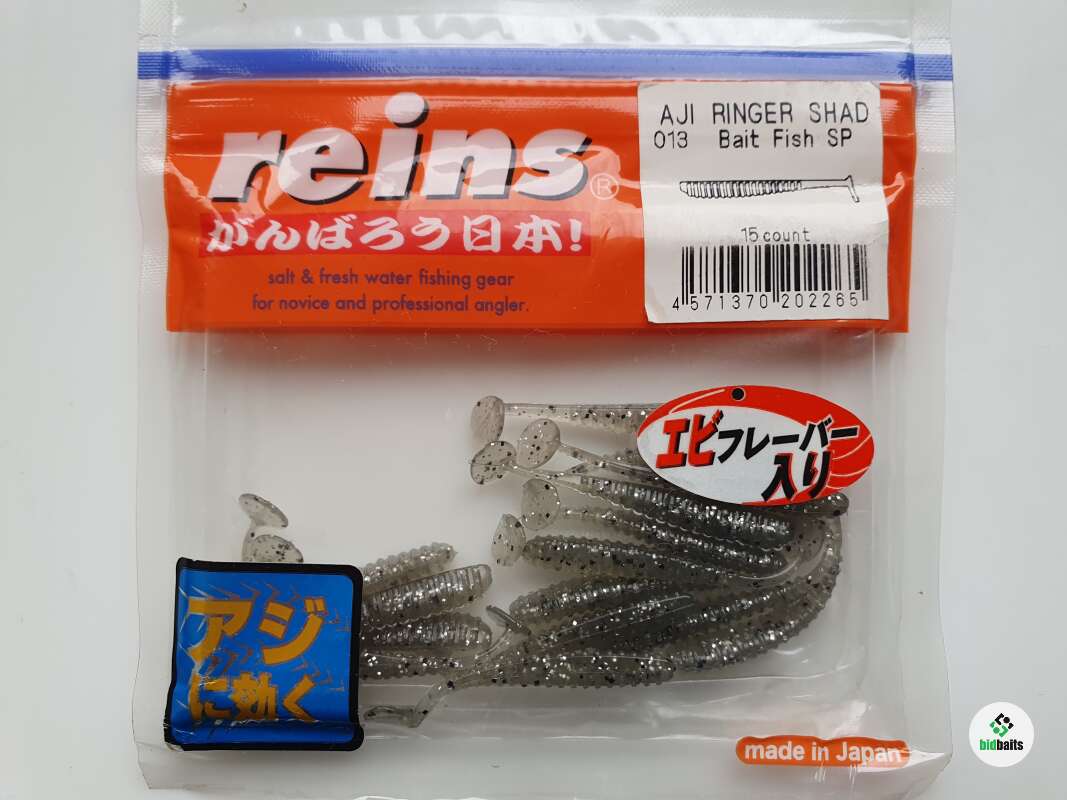 reins®
がんばろう日本!
salt & fresh water fishing gear
for novice and professional angler.
AJI RINGER SHAD
013 Bait Fish SP
15 count
4 571370 202265
エビフレーバー
入り
アジ
に効く
made in Japan
bidbaits